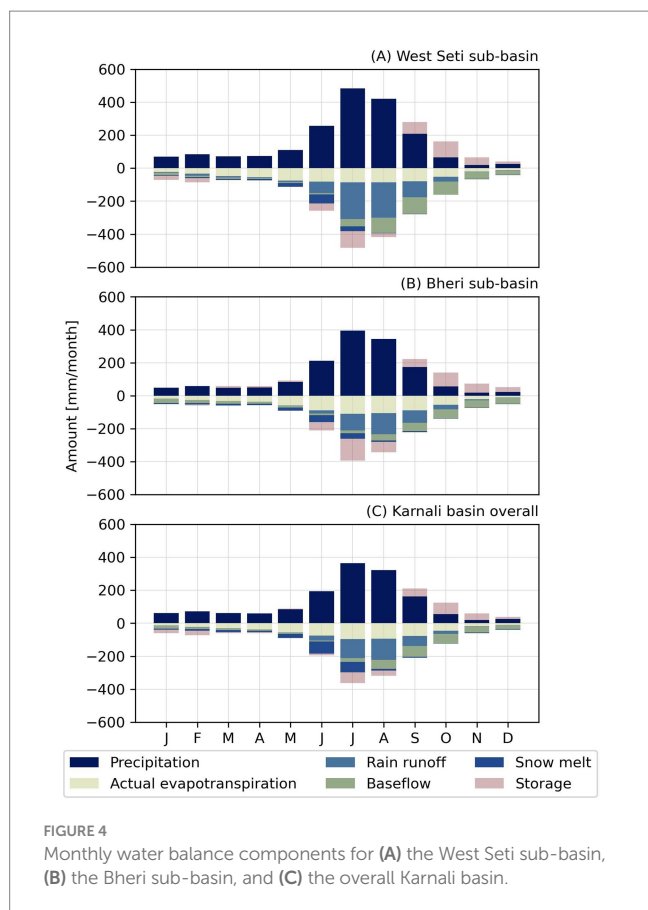 (A) West Seti sub-basin
600
400
200
0
−200
−400
−600
(B) Bheri sub-basin
600
400
200
0
−200
−400
−600
Amount [mm/month]
(C) Karnali basin overall
600
400
200
0
−200
−400
−600
J F M A M J J A S O N D
Precipitation Rain runoff Snow melt
Actual evapotranspiration Baseflow Storage
FIGURE 4
Monthly water balance components for (A) the West Seti sub-basin,
(B) the Bheri sub-basin, and (C) the overall Karnali basin.